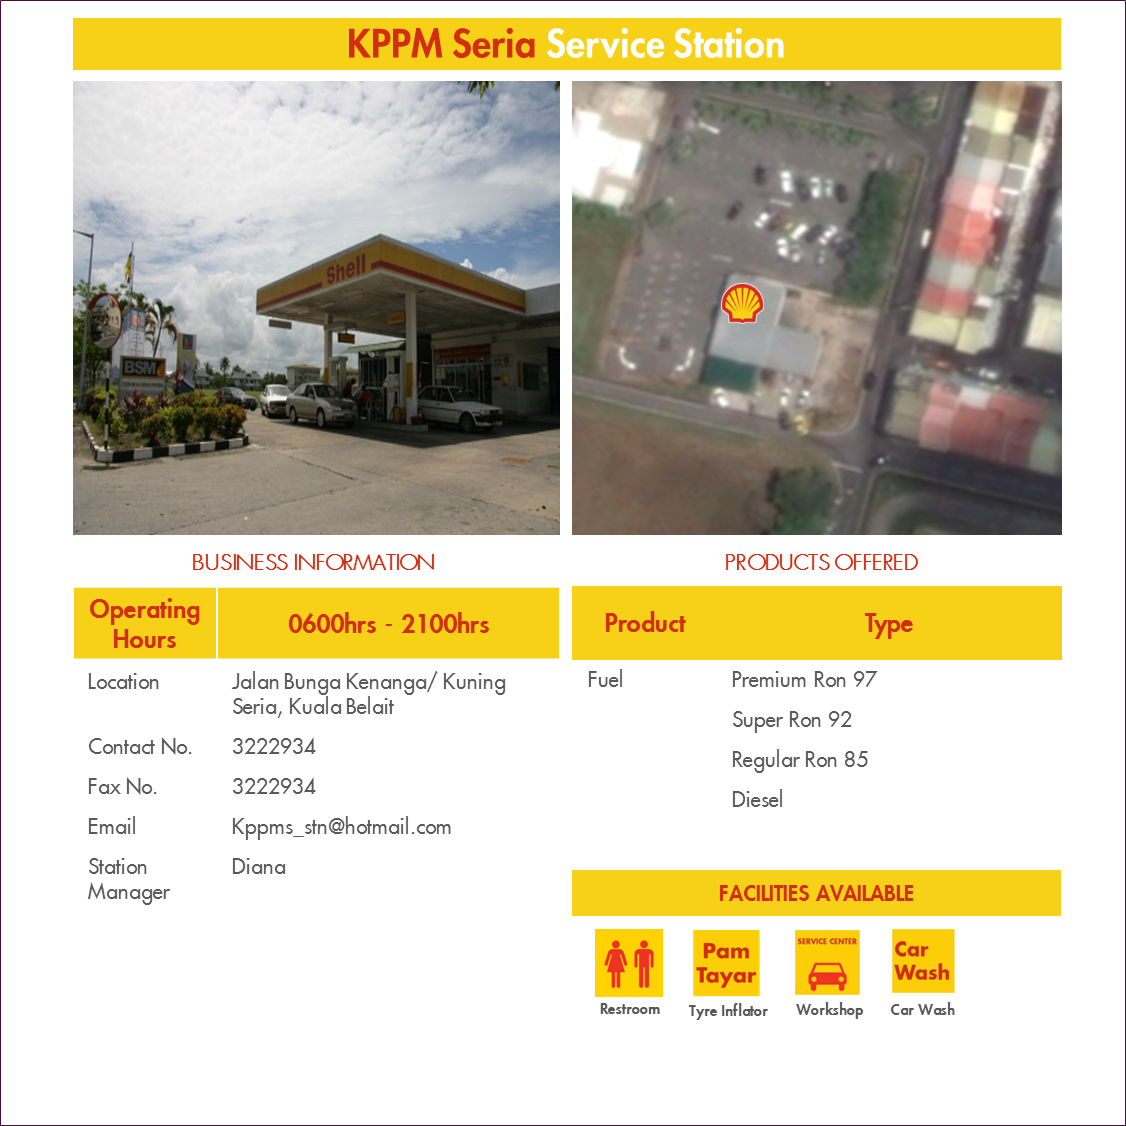 KPPM Seria Service Station
Shell
BSM
BUSINESS INFORMATION
Operating
Hours
0600hrs - 2100hrs
Location
Jalan Bunga Kenanga/ Kuning
Seria, Kuala Belait
Contact No.
3222934
Fax No.
3222934
Email
Kppms_stn@hotmail.com
Station
Manager
Diana
PRODUCTS OFFERED
Product
Type
Fuel
Premium Ron 97
Super Ron 92
Regular Ron 85
Diesel
FACILITIES AVAILABLE
Pam
Tayar
SERVICE CENTER
Car
Wash
Restroom
Tyre Inflator
Workshop
Car Wash